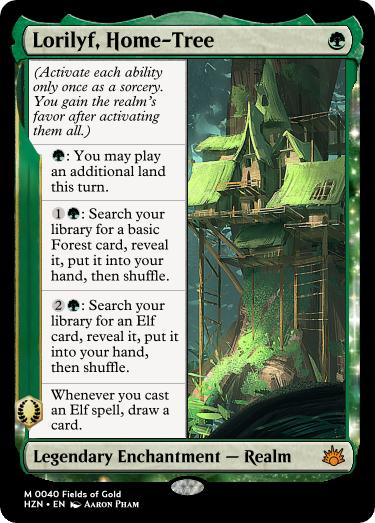 Lorilyf, Home-Tree
(Activate each ability
only once as a sorcery.
You gain the realm's
favor after activating
them all.)
: You may play
an additional land
this turn.
1 : Search your
library for a basic
Forest card, reveal
it, put it into your
hand, then shuffle.
2 : Search your
library for an Elf
card, reveal it, put it
into your hand,
then shuffle.
Whenever you cast
an Elf spell, draw a
card.
Legendary Enchantment — Realm
M 0040 Fields of Gold
HZN • EN Aaron Pham